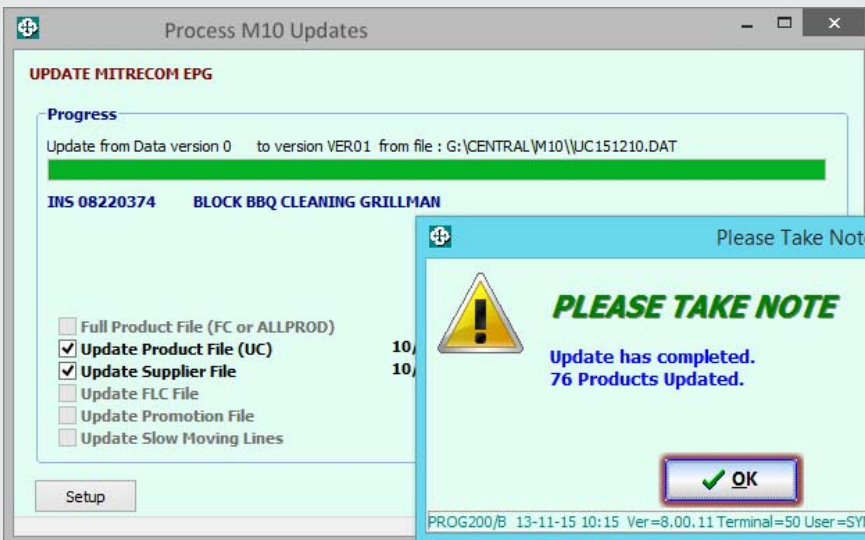 Process M10 Updates
UPDATE MITRECOM EPG
Progress
Update from Data version 0 to version VER01 from file : G:\CENTRAL\M10\\UC151210.DAT
INS 08220374 BLOCK BBQ CLEANING GRILLMAN
Full Product File (FC or ALLPROD)
Update Product File (UC) 10/
Update Supplier File 10/
Update FLC File
Update Promotion File
Update Slow Moving Lines
Setup
Please Take Not
PLEASE TAKE NOTE
Update has completed.
76 Products Updated.
OK
PROG200/B 13-11-15 10:15 Ver=8.00.11 Terminal=50 User=SY